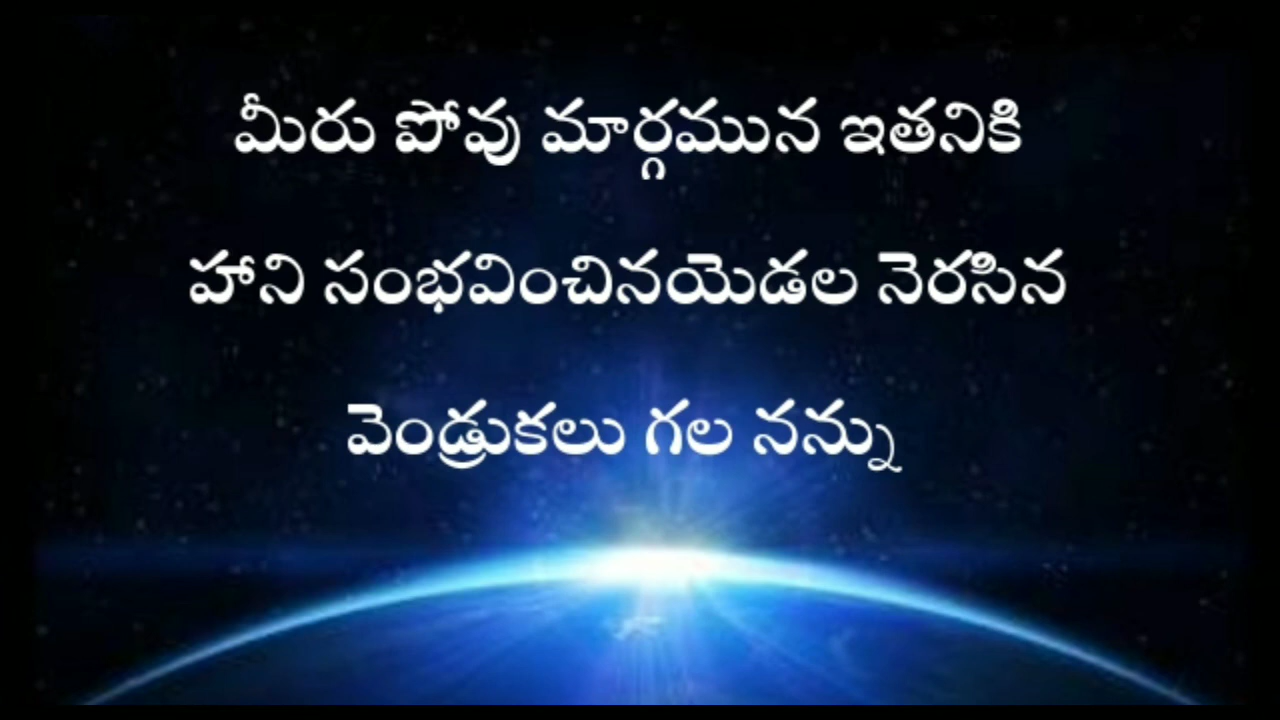 మీరు పోవు మార్గమున ఇతనికి
హాని సంభవించినయెడల నెరసిన
వెండ్రుకలు గల నన్ను